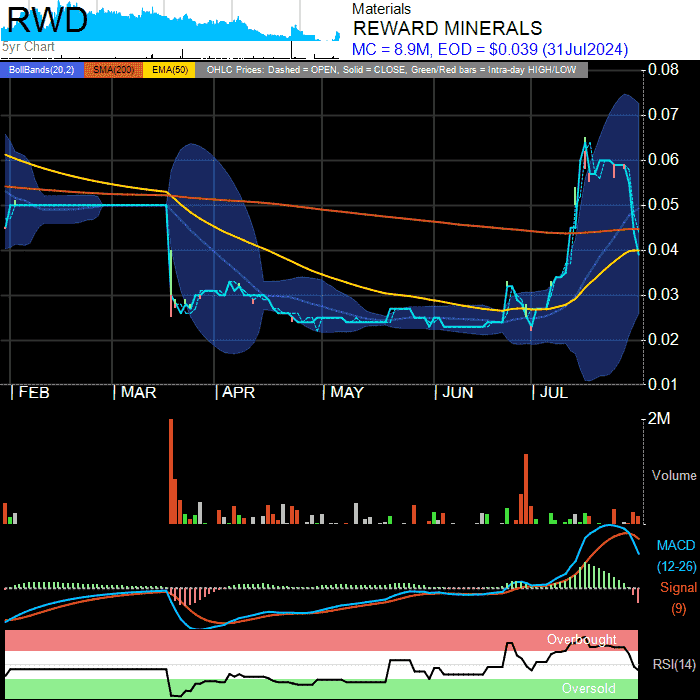 RWD
5yr Chart
Materials
REWARD MINERALS
MC = 8.9M, EOD = $0.039 (31Jul2024)
BollBands(20,2) SMA(200) EMA(50) OHLC Prices: Dashed = OPEN, Solid = CLOSE, Green/Red bars = Intra-day HIGH/LOW
0.08
0.07
0.06
0.05
0.04
0.03
0.02
0.01
FEB MAR APR MAY JUN JUL
2M
Volume
MACD
(12-26)
Signal
(9)
Overbought
RSI(14)
Oversold